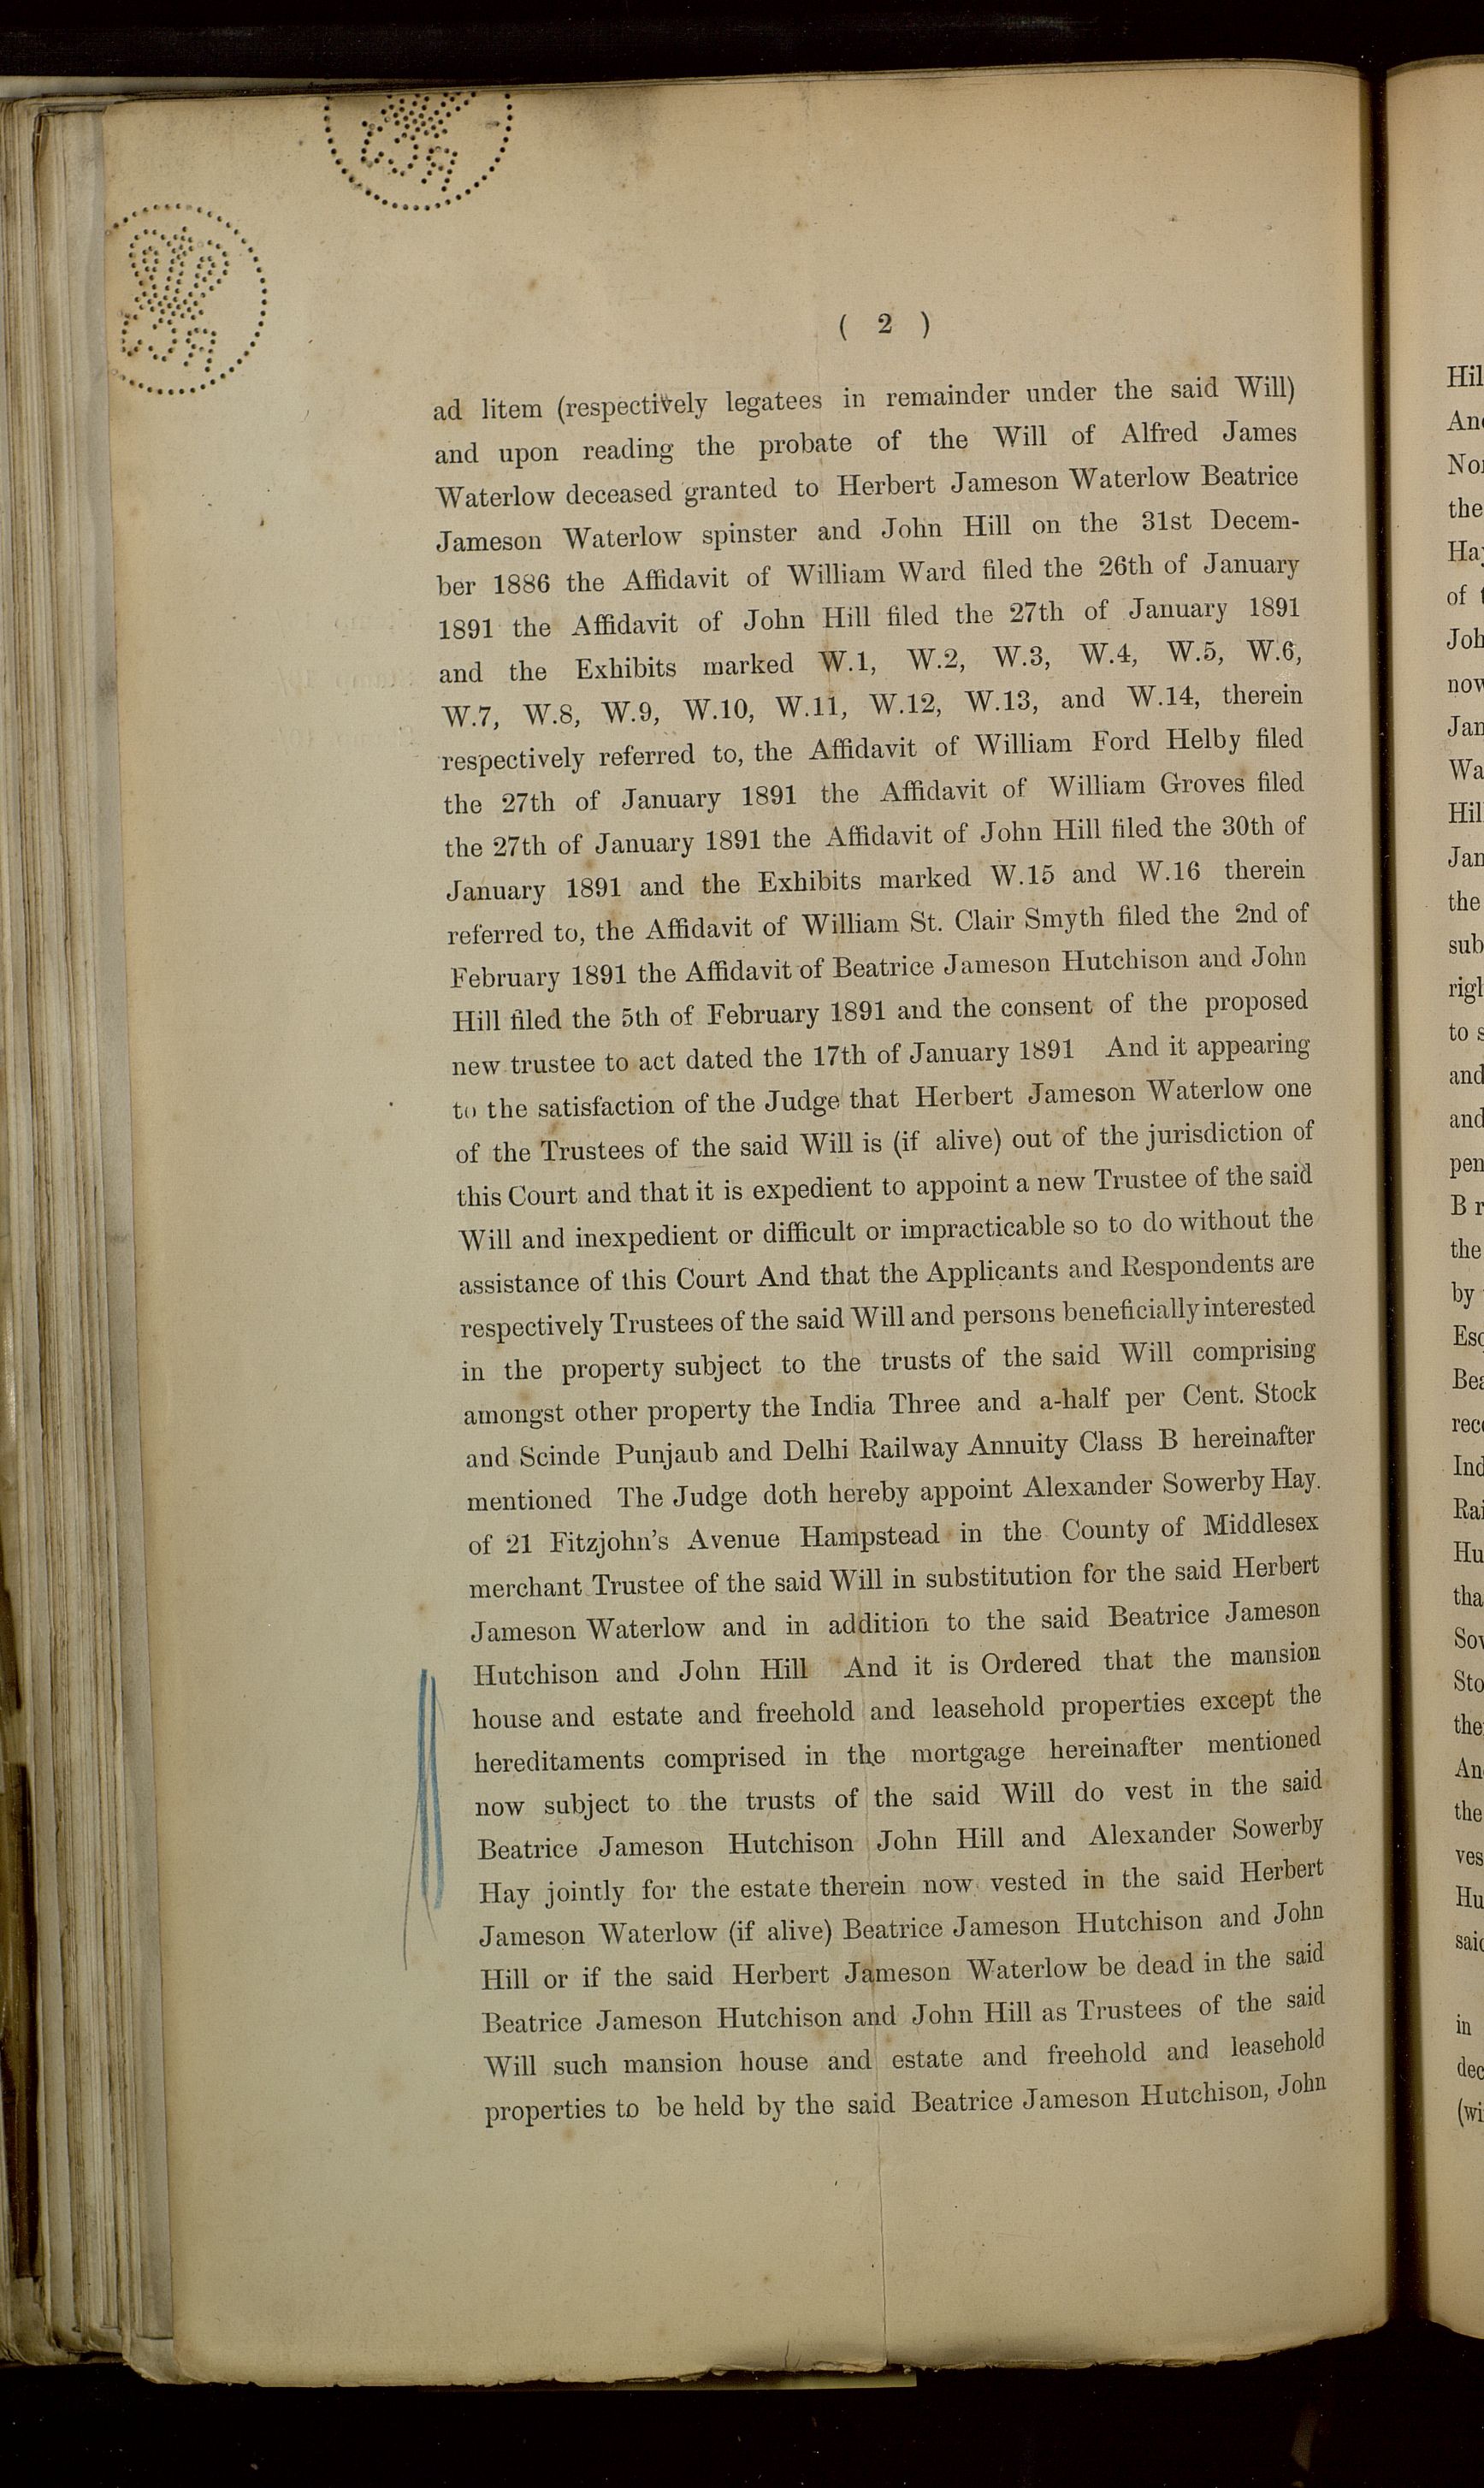 ( 2 )
ad litem (respectively legatees in remainder under the said Will)
and upon reading the probate of the Will of Alfred James
Waterlow deceased granted to Herbert Jameson Waterlow Beatrice
Jameson Waterlow spinster and John Hill on the 31st Decem-
ber 1886 the Affidavit of William Ward filed the 26th of January
1891 the Affidavit of John Hill filed the 27th of January 1891
and the Exhibits marked W.1, W.2, W.3, W.4, W.5, W.6,
W.7, W.8, W.9, W.10, W.11, W.12, W.13, and W.14, therein
respectively referred to, the Affidavit of William Ford Helby filed
the 27th of January 1891 the Affidavit of William Groves filed
the 27th of January 1891 the Affidavit of John Hill filed the 30th of
January 1891 and the Exhibits marked W.15 and W.16 therein
referred to, the Affidavit of William St. Clair Smyth filed the 2nd of
February 1891 the Affidavit of Beatrice Jameson Hutchison and John
Hill filed the 5th of February 1891 and the consent of the proposed
new trustee to act dated the 17th of January 1891 And it appearing
to the satisfaction of the Judge that Herbert Jameson Waterlow one
of the Trustees of the said Will is (if alive) out of the jurisdiction of
this Court and that it is expedient to appoint a new Trustee of the said
Will and inexpedient or difficult or impracticable so to do without the
assistance of this Court And that the Applicants and Respondents are
respectively Trustees of the said Will and persons beneficially interested
in the property subject to the trusts of the said Will comprising
amongst other property the India Three and a-half per Cent. Stock
and Scinde Punjaub and Delhi Railway Annuity Class B hereinafter
mentioned The Judge doth hereby appoint Alexander Sowerby Hay.
of 21 Fitzjohn's Avenue Hampstead in the County of Middlesex
merchant Trustee of the said Will in substitution for the said Herbert
Jameson Waterlow and in addition to the said Beatrice Jameson
Hutchison and John Hill And it is Ordered that the mansion
house and estate and freehold and leasehold properties except the
hereditaments comprised in the mortgage hereinafter mentioned
now subject to the trusts of the said Will do vest in the said
Beatrice Jameson Hutchison John Hill and Alexander Sowerby
Hay jointly for the estate therein now vested in the said Herbert
Jameson Waterlow (if alive) Beatrice Jameson Hutchison and John
Hill or if the said Herbert Jameson Waterlow be dead in the said
Beatrice Jameson Hutchison and John Hill as Trustees of the said
Will such mansion house and estate and freehold and leasehold
properties to be held by the said Beatrice Jameson Hutchison, John